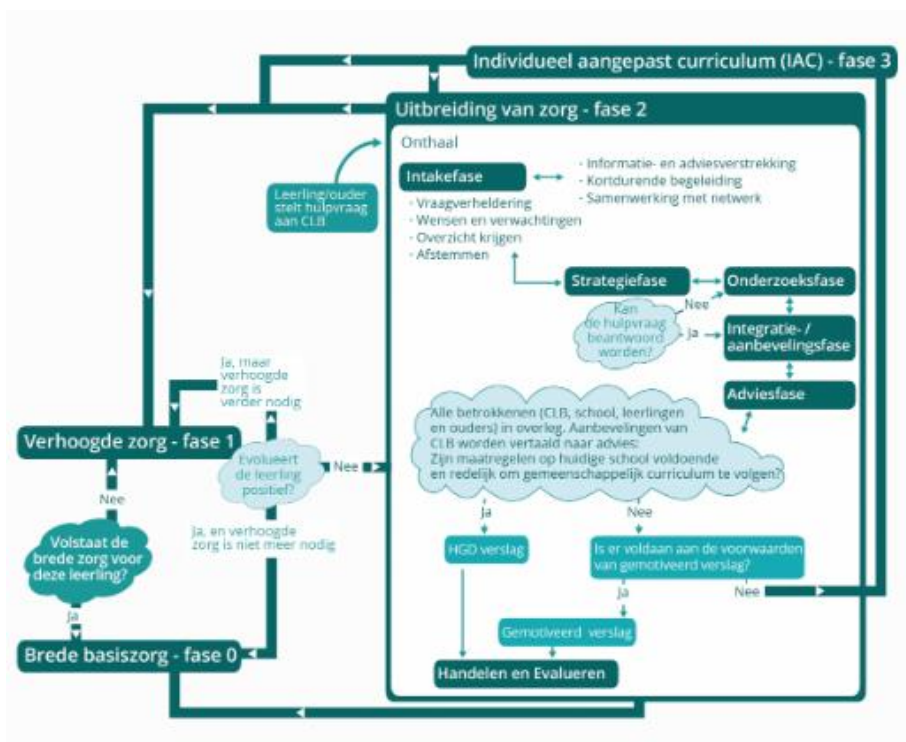 Individueel aangepast curriculum (IAC) - fase 3
Uitbreiding van zorg - fase 2
Onthaal
Leerling/ouder
stelt hulpvraag
aan CLB
Intakefase
- Informatie- en adviesverstrekking
- Kortdurende begeleiding
- Samenwerking met netwerk
- Vraagverheldering
- Wensen en verwachtingen
- Overzicht krijgen
- Afstemmen
Strategiefase
Onderzoeksfase
Nee
Kan
de hulpvraag
beantwoord
worden?
Ja
Integratie- /
aanbevelingsfase
Adviesfase
Ja, maar
verhoogde
zorg is
verder nodig
Alle betrokkenen (CLB, school, leerlingen
en ouders) in overleg. Aanbevelingen van
CLB worden vertaald naar advies:
Zijn maatregelen op huidige school voldoende
en redelijk om gemeenschappelijk curriculum te volgen?
Verhoogde zorg - fase 1
Evolueert
de leerling
positief?
Nee
Nee
Ja, en verhoogde
zorg is niet meer nodig
Volstaat de
brede zorg voor
deze leerling?
Ja
Brede basiszorg - fase 0
Ja
Nee
HGD verslag
Is er voldaan aan de voorwaarden
van gemotiveerd verslag?
Ja
Nee
Gemotiveerd verslag
Handelen en Evalueren